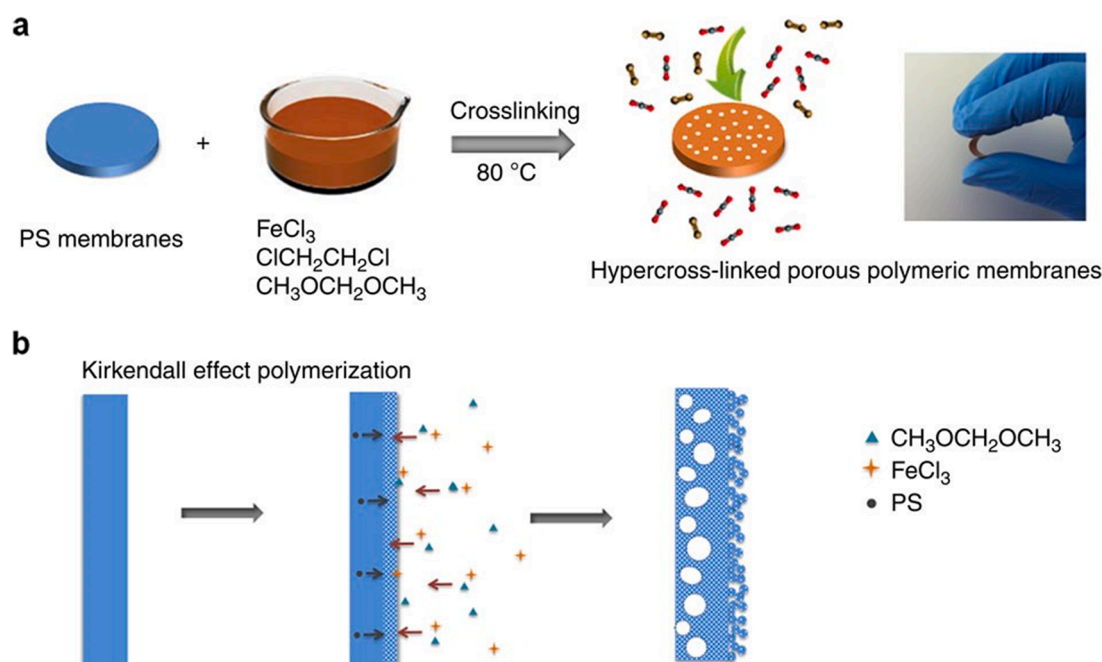 a
Crosslinking
+
80 °C
PS membranes
FeCl₃
ClCH₂CH₂Cl
CH₃OCH₂OCH₃
Hypercross-linked porous polymeric membranes
b
Kirkendall effect polymerization
CH₃OCH₂OCH₃
FeCl₃
PS